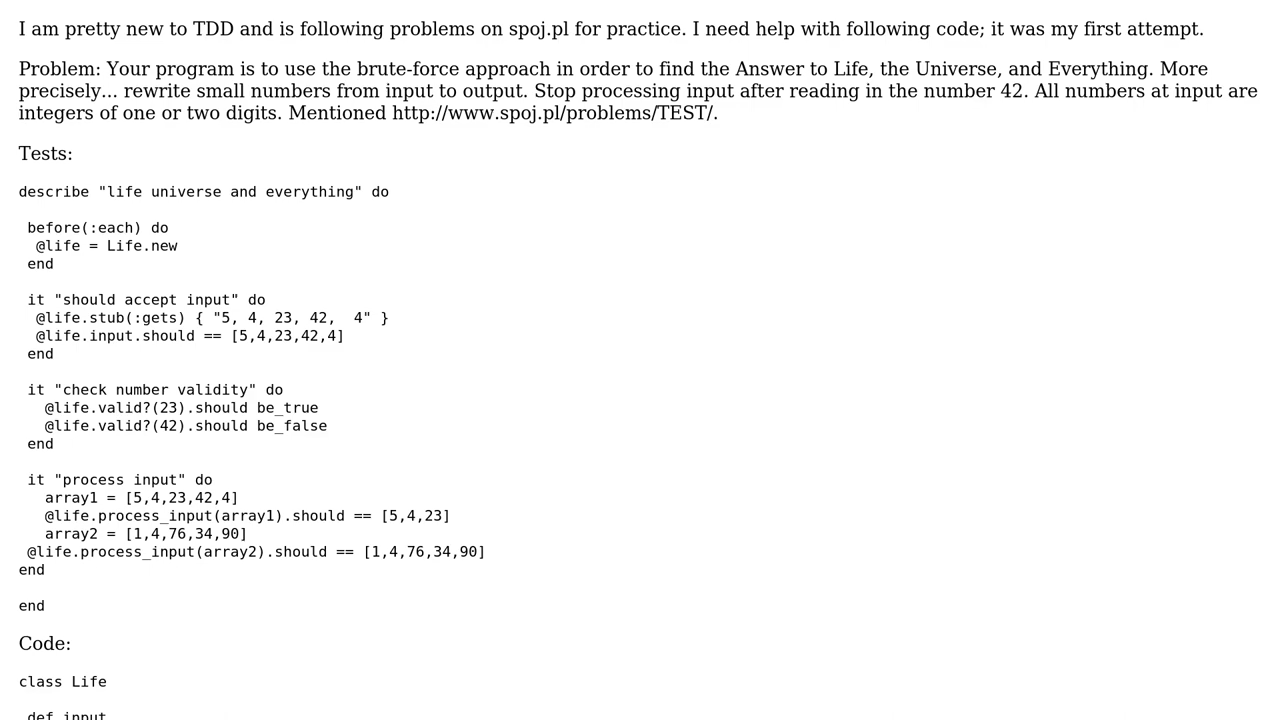 I am pretty new to TDD and is following problems on spoj.pl for practice. I need help with following code; it was my first attempt.
Problem: Your program is to use the brute-force approach in order to find the Answer to Life, the Universe, and Everything. More
precisely... rewrite small numbers from input to output. Stop processing input after reading in the number 42. All numbers at input are
integers of one or two digits. Mentioned http://www.spoj.pl/problems/TEST/.
Tests:
describe "life universe and everything" do
before(:each) do
@life = Life.new
end
it "should accept input" do
@life.stub(:gets) { "5, 4, 23, 42,  4" }
@life.input.should == [5,4,23,42,4]
end
it "check number validity" do
@life.valid?(23).should be_true
@life.valid?(42).should be_false
end
it "process input" do
array1 = [5,4,23,42,4]
@life.process_input(array1).should == [5,4,23]
array2 = [1,4,76,34,90]
@life.process_input(array2).should == [1,4,76,34,90]
end
end
Code:
class Life
def input